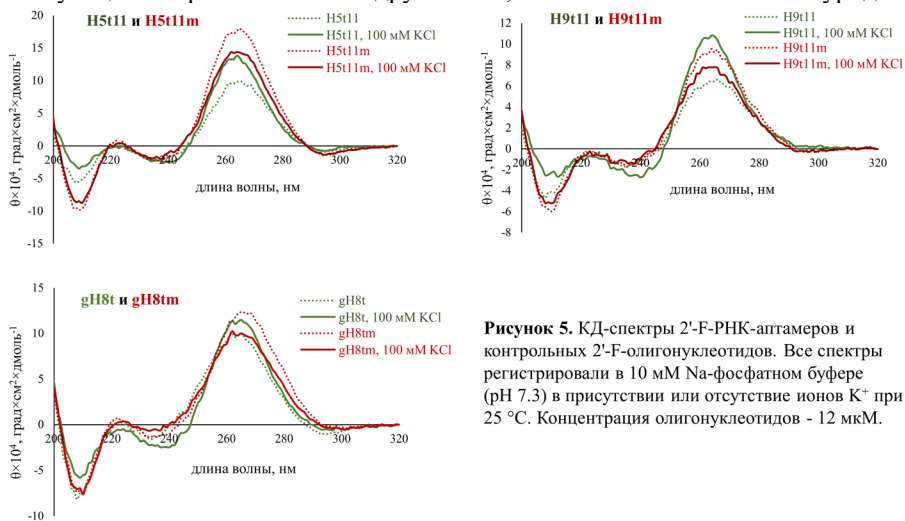 H5t11 и H5t11m
H5t11
H5t11, 100 мМ KCl
H5t11m
H5t11m, 100 мМ KCl
θ×10⁴, град×см²×дмоль⁻¹
20
15
10
5
0
-5
-10
-15
200
220
240
260
280
300
320
длина волны, нм
H9t11 и H9t11m
H9t11
H9t11, 100 мМ KCl
H9t11m
H9t11m, 100 мМ KCl
θ×10⁴, град×см²×дмоль⁻¹
12
10
8
6
4
2
0
-2
-4
-6
-8
200
220
240
260
280
300
320
длина волны, нм
gH8t и gH8tm
gH8t
gH8t, 100 мМ KCl
gH8tm
gH8tm, 100 мМ KCl
θ×10⁴, град×см²×дмоль⁻¹
15
10
5
0
-5
-10
200
220
240
260
280
300
320
длина волны, нм
Рисунок 5. КД-спектры 2'-F-РНК-аптамеров и
контрольных 2'-F-олигонуклеотидов. Все спектры
регистрировали в 10 мМ Na-фосфатном буфере
(pH 7.3) в присутствии или отсутствие ионов K⁺ при
25 °C. Концентрация олигонуклеотидов - 12 мкМ.